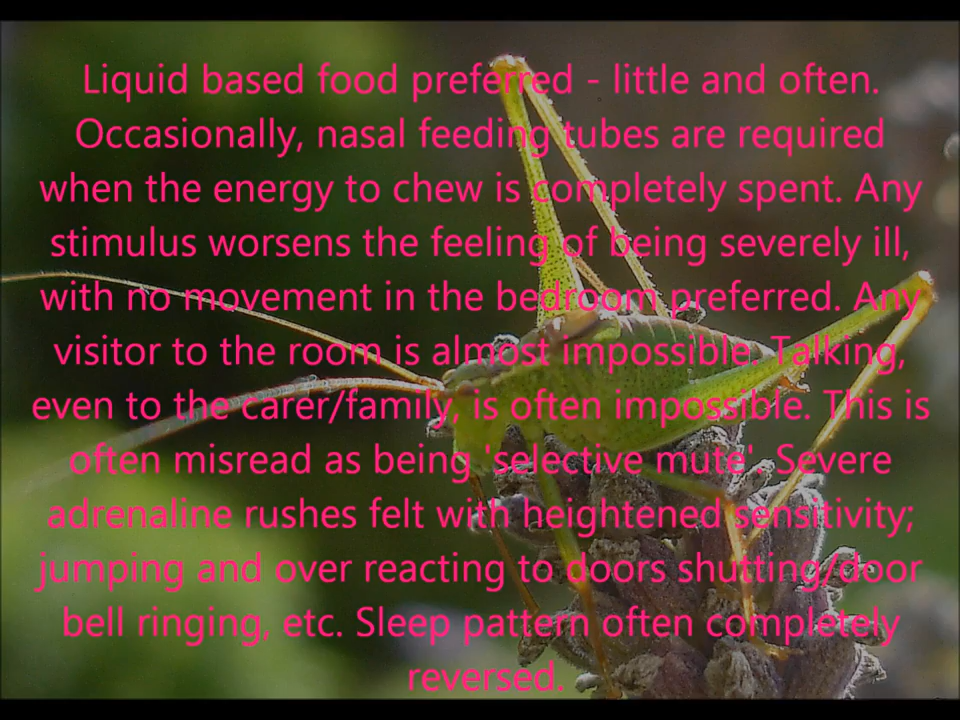 Liquid based food preferred - little and often.
Occasionally, nasal feeding tubes are required
when the energy to chew is completely spent. Any
stimulus worsens the feeling of being severely ill,
with no movement in the bedroom preferred. Any
visitor to the room is almost impossible. Talking,
even to the carer/family, is often impossible. This is
often misread as being 'selective mute'. Severe
adrenaline rushes felt with heightened sensitivity;
jumping and over reacting to doors shutting/door
bell ringing, etc. Sleep pattern often completely
reversed.